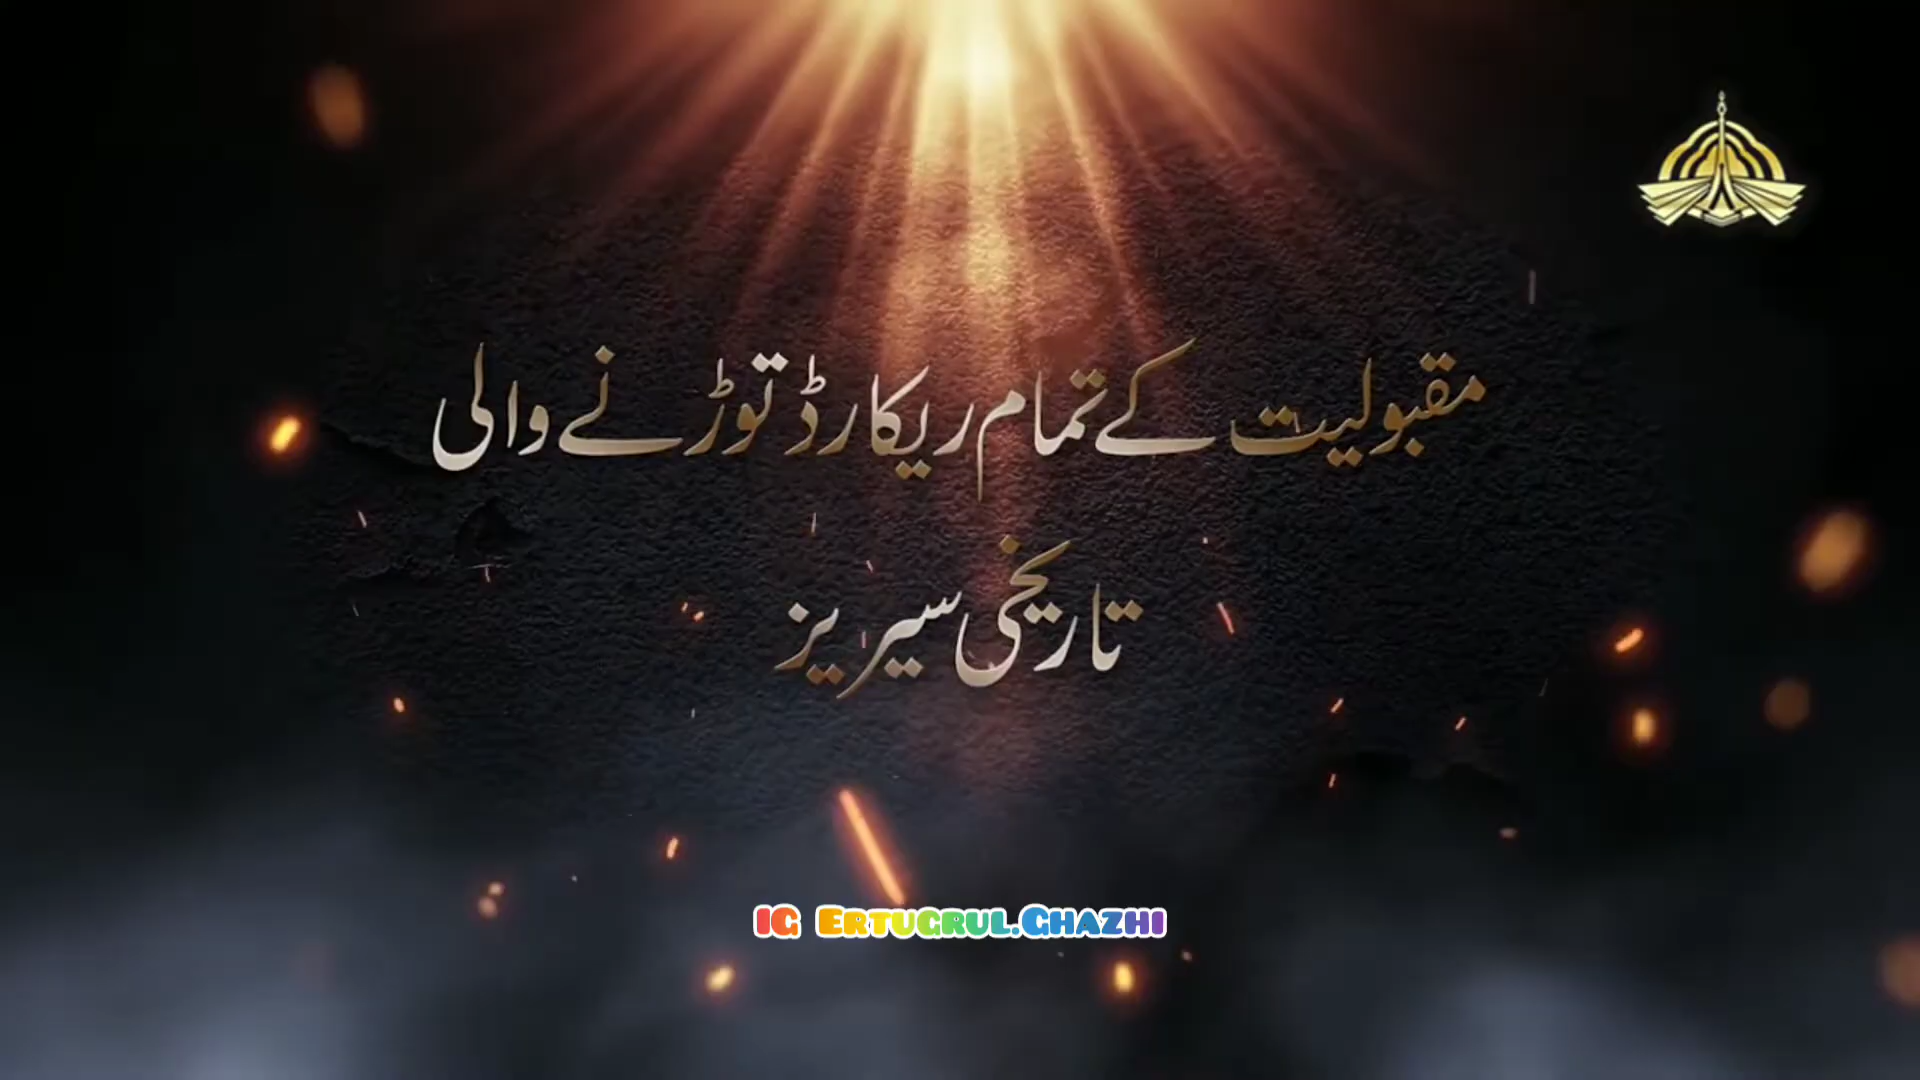 مقبولیت کے تمام ریکارڈ توڑنے والی
تاریخی سیریز
IG Ertugrul.Ghazhi